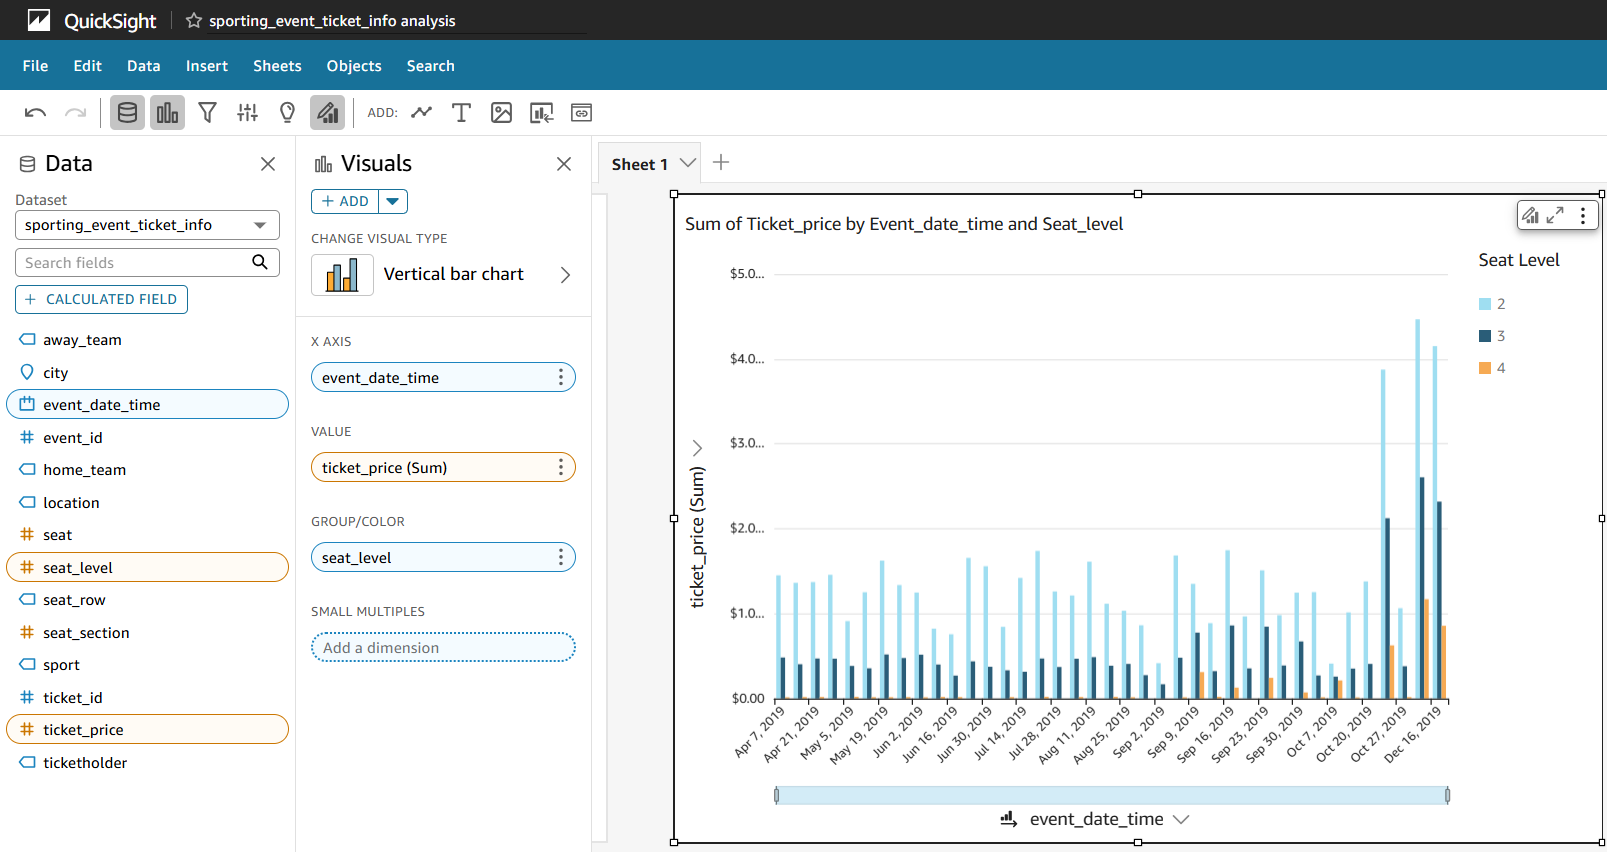 QuickSight
sporting_event_ticket_info analysis
File Edit Data Insert Sheets Objects Search
ADD:
Data
Dataset
sporting_event_ticket_info
Search fields
+ CALCULATED FIELD
away_team
city
event_date_time
event_id
home_team
location
seat
seat_level
seat_row
seat_section
sport
ticket_id
ticket_price
ticketholder
Visuals
+ ADD
CHANGE VISUAL TYPE
Vertical bar chart
X AXIS
event_date_time
VALUE
ticket_price (Sum)
GROUP/COLOR
seat_level
SMALL MULTIPLES
Add a dimension
Sheet 1
Sum of Ticket_price by Event_date_time and Seat_level
Seat Level
2
3
4
ticket_price (Sum)
$5.0...
$4.0...
$3.0...
$2.0...
$1.0...
$0.00
Apr 7, 2019
Apr 21, 2019
May 5, 2019
May 19, 2019
Jun 2, 2019
Jun 16, 2019
Jun 30, 2019
Jul 14, 2019
Jul 28, 2019
Aug 11, 2019
Aug 25, 2019
Sep 2, 2019
Sep 9, 2019
Sep 16, 2019
Sep 23, 2019
Sep 30, 2019
Oct 7, 2019
Oct 20, 2019
Oct 27, 2019
Dec 16, 2019
event_date_time